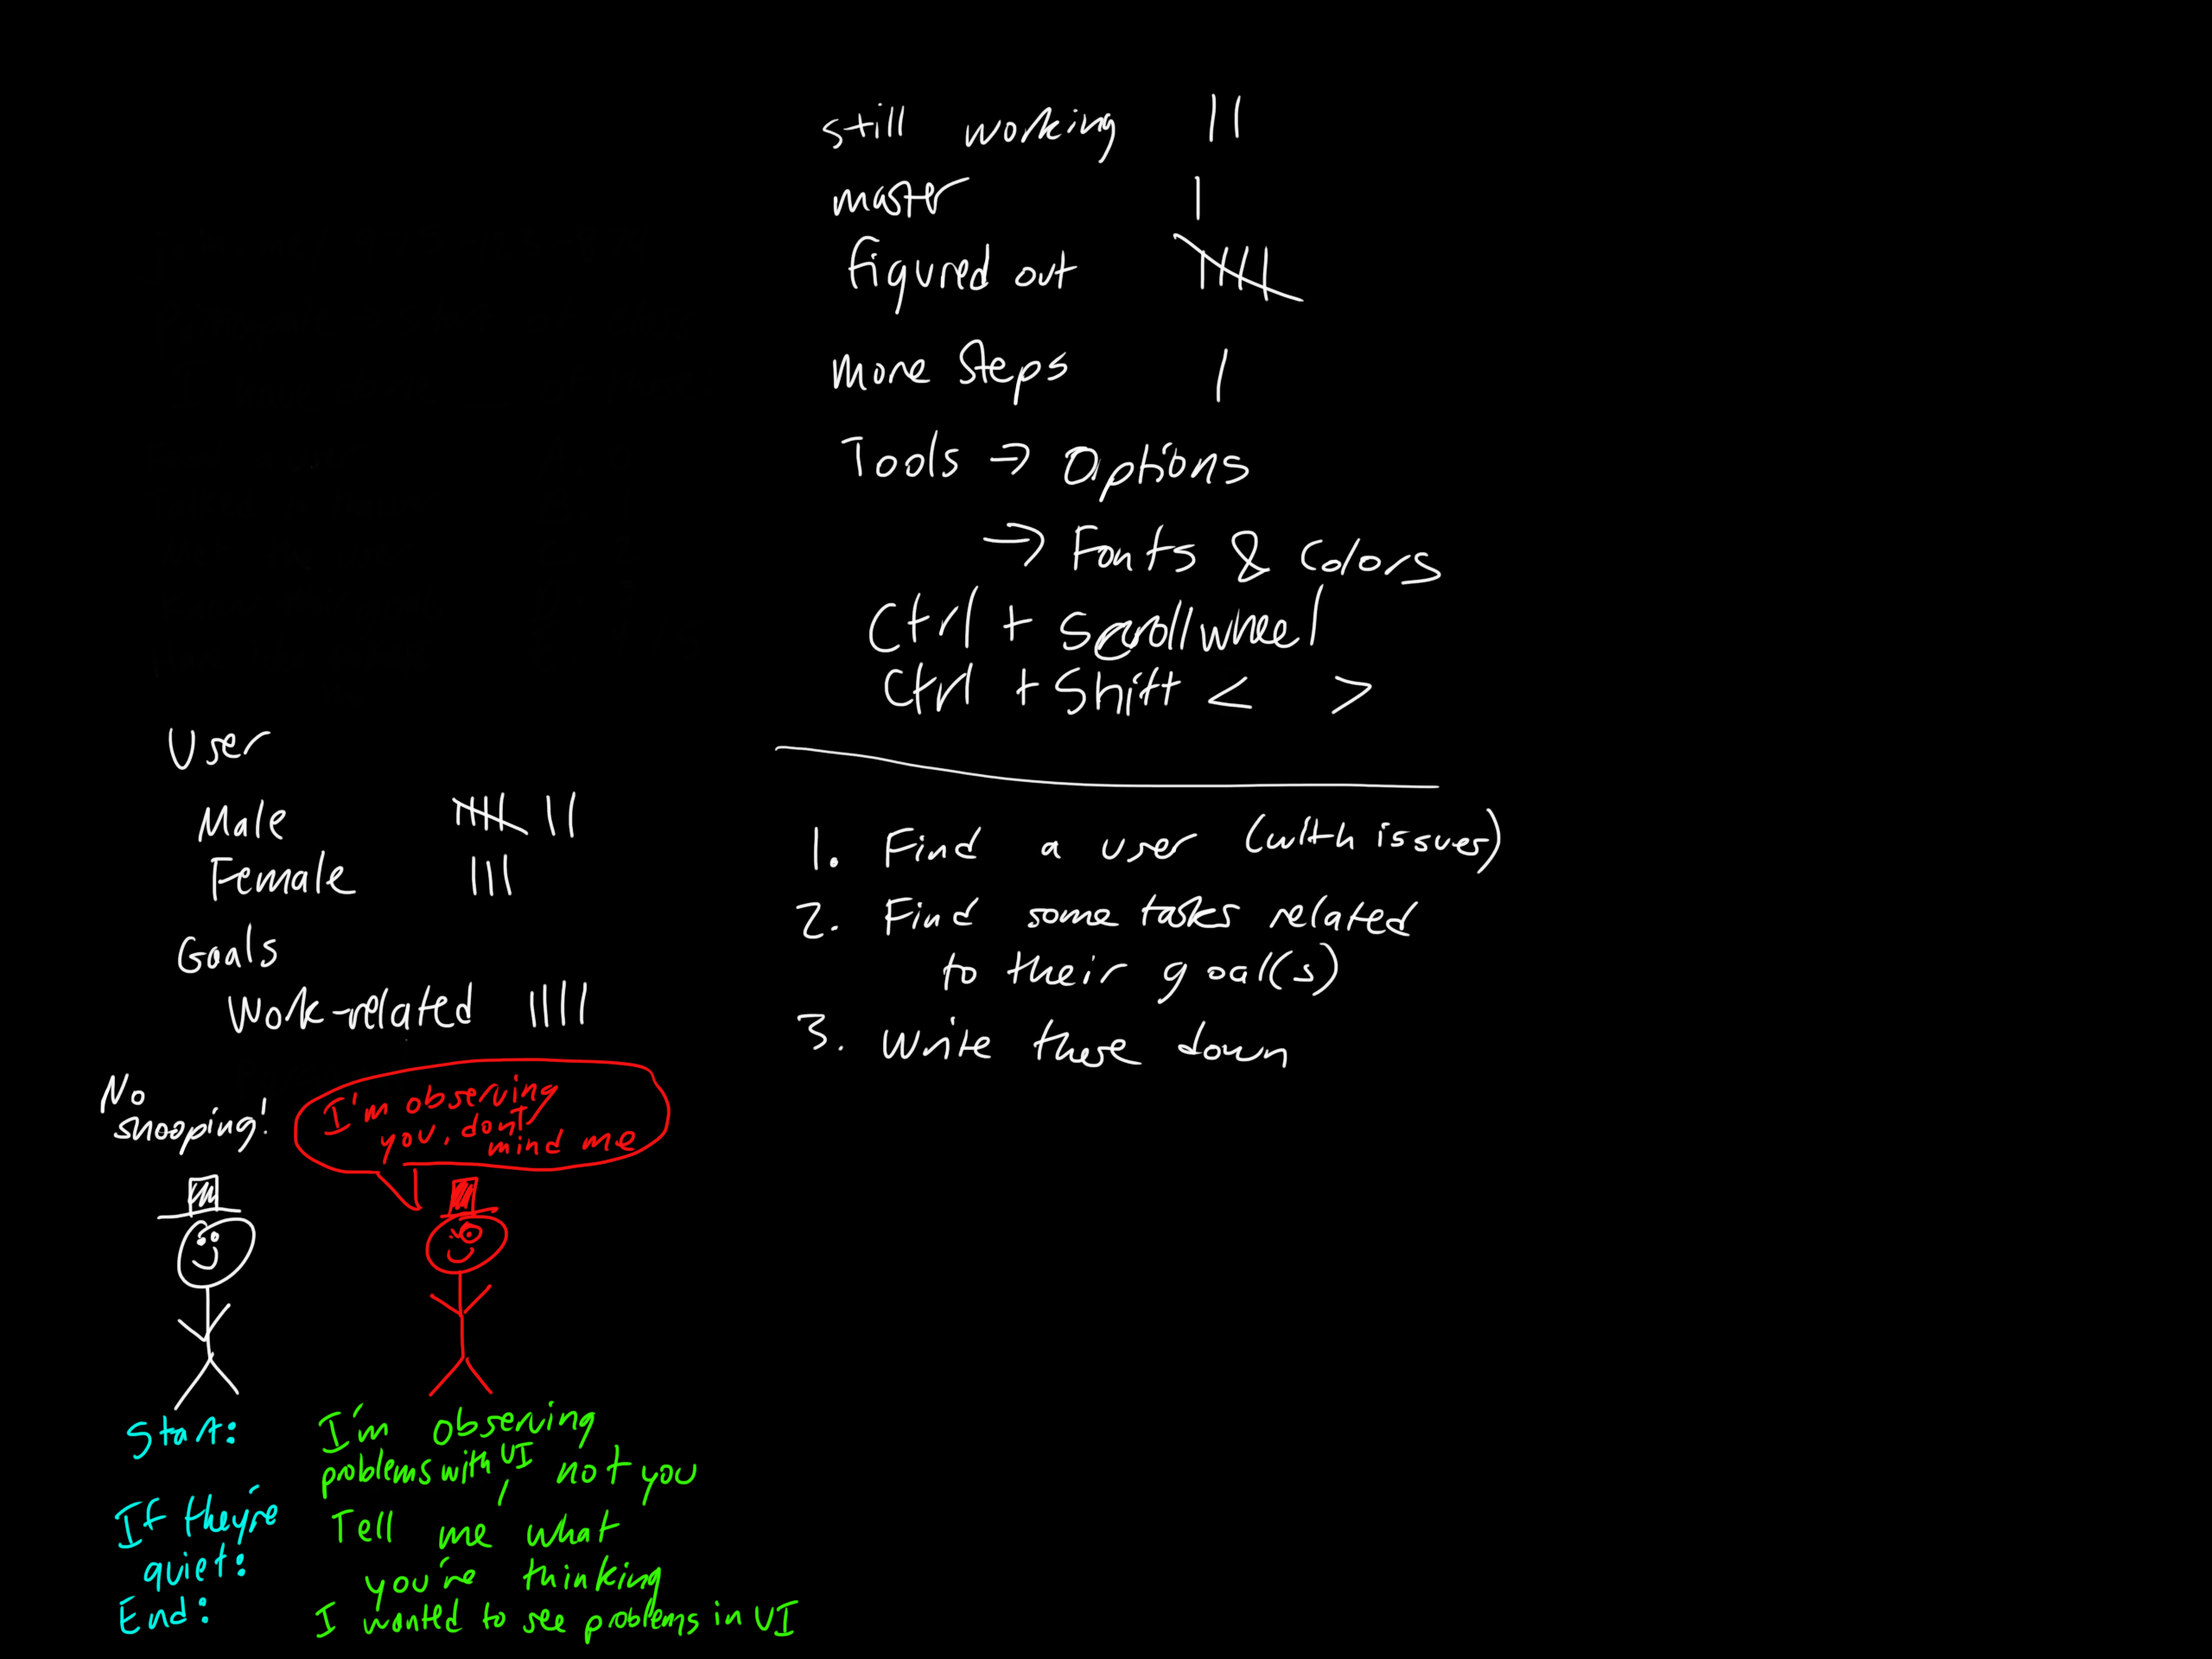 still working ||
master |
figured out 卌
more steps |
Tools → Options
→ Fonts & Colors
Ctrl + Scrollwheel
Ctrl + Shift < >
User
Male 卌 ||
Female |||
Goals
Work-related ||||
No
snooping!
I'm observing
you, don't
mind me
Start: I'm observing
problems with UI, not you
If they're
quiet:
Tell me what
you're thinking
End: I wanted to see problems in UI
1. Find a user (with issues)
2. Find some tasks related
to their goal(s)
3. Write these down